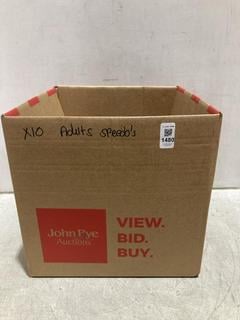 x10 Adults speedo's
1480
John Pye
Auctions
VIEW.
BID.
BUY.